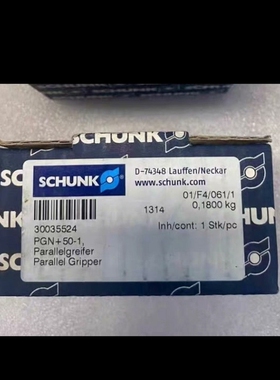 SCHUNK
SCHUNK
D-74348 Lauffen/Neckar
www.schunk.com
01/F4/061/1
1314 0,1800 kg
30035524
Inh/cont: 1 Stk/pc
PGN+50-1,
Parallelgreifer
Parallel Gripper